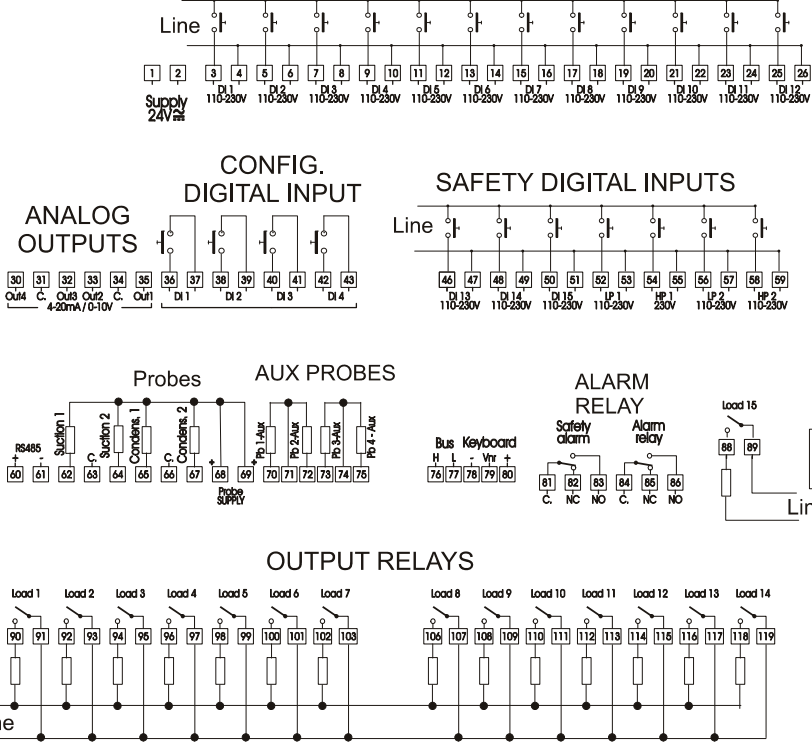 Line
1 2 3 4 5 6 7 8 9 10 11 12 13 14 15 16 17 18 19 20 21 22 23 24 25 26
DI 1 DI 2 DI 3 DI 4 DI 5 DI 6 DI 7 DI 8 DI 9 DI 10 DI 11 DI 12
110-230V 110-230V 110-230V 110-230V 110-230V 110-230V 110-230V 110-230V 110-230V 110-230V 110-230V 110-230V
Supply
24V
CONFIG.
DIGITAL INPUT
SAFETY DIGITAL INPUTS
ANALOG
OUTPUTS
Line
30 31 32 33 34 35 36 37 38 39 40 41 42 43 46 47 48 49 50 51 52 53 54 55 56 57 58 59
Out4 C. Out3 Out2 C. Out1
4-20mA / 0-10V
DI 1 DI 2 DI 3 DI 4
DI 13 DI 14 DI 15 LP 1 HP 1 LP 2 HP 2
110-230V 110-230V 110-230V 110-230V 230V 110-230V 110-230V
Probes
AUX PROBES
ALARM
RELAY
Load 15
Safety
alarm
Alarm
relay
Suction 1
C.
Suction 2
Condens. 1
C.
Condens. 2
+ +
Pb 1-Aux
Pb 2-Aux
Pb 3-Aux
Pb 4 - Aux
RS485
+ -
Bus Keyboard
H L - Vnr +
88 89
60 61 62 63 64 65 66 67 68 69 70 71 72 73 74 75 76 77 78 79 80 81 82 83 84 85 86
Probe
SUPPLY
C. NC NO C. NC NO
Lin
OUTPUT RELAYS
Load 1 Load 2 Load 3 Load 4 Load 5 Load 6 Load 7 Load 8 Load 9 Load 10 Load 11 Load 12 Load 13 Load 14
90 91 92 93 94 95 96 97 98 99 100 101 102 103 106 107 108 109 110 111 112 113 114 115 116 117 118 119
ne